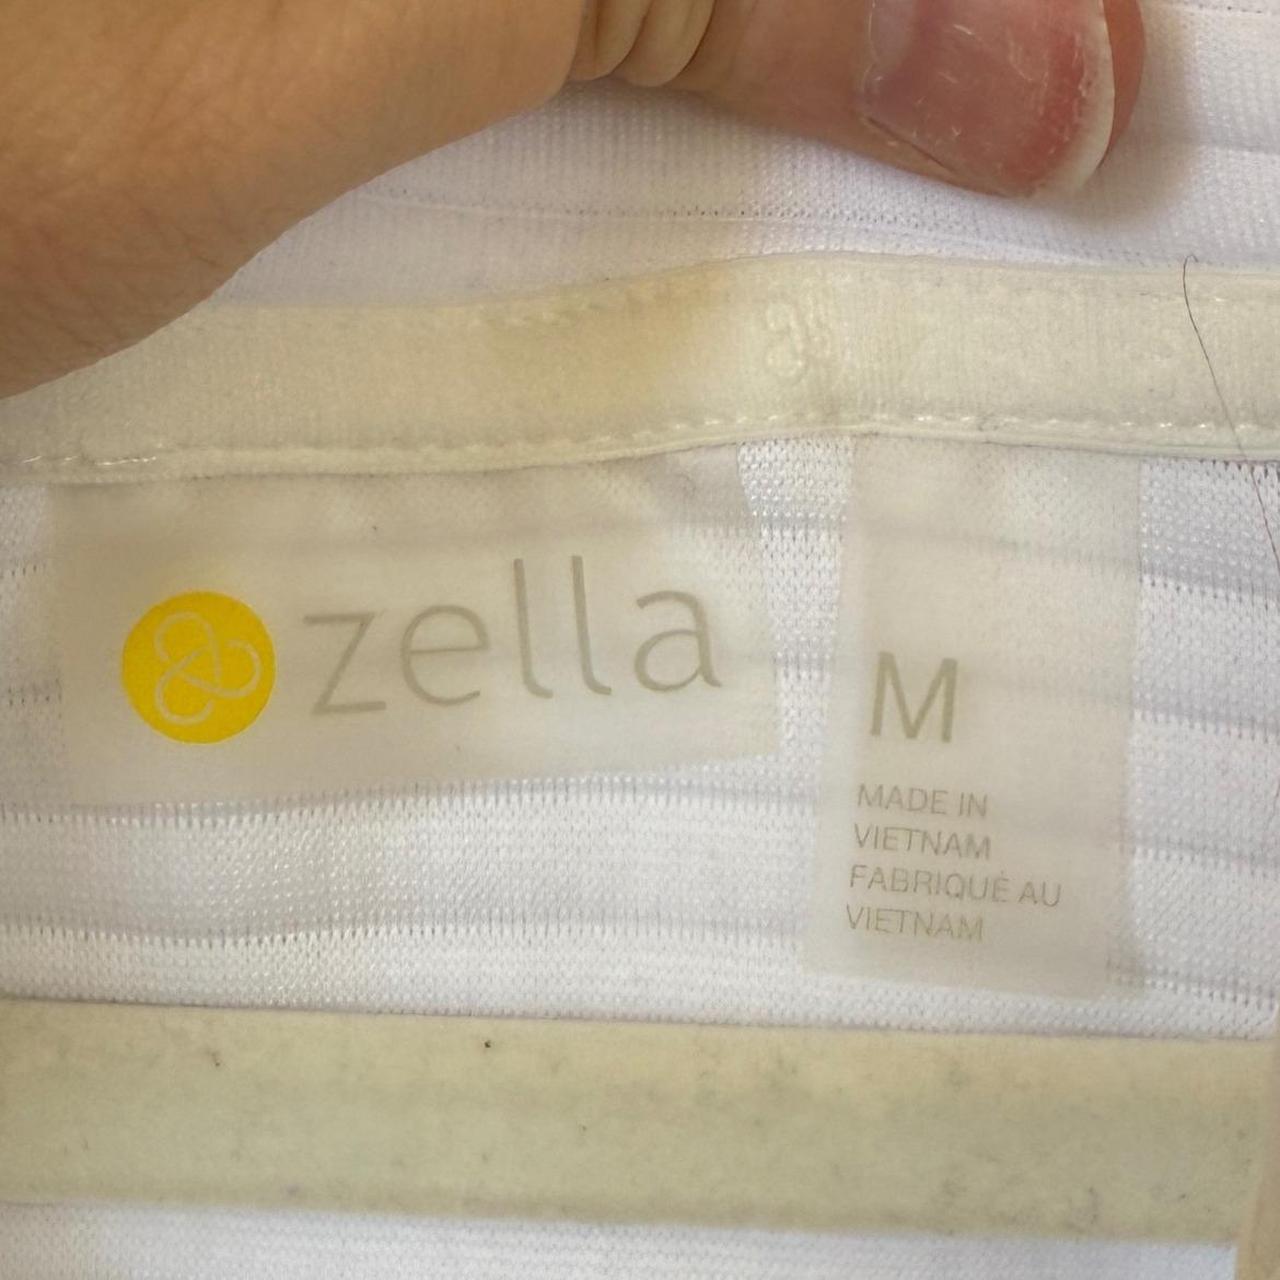 zella
M
MADE IN
VIETNAM
FABRIQUÉ AU
VIETNAM